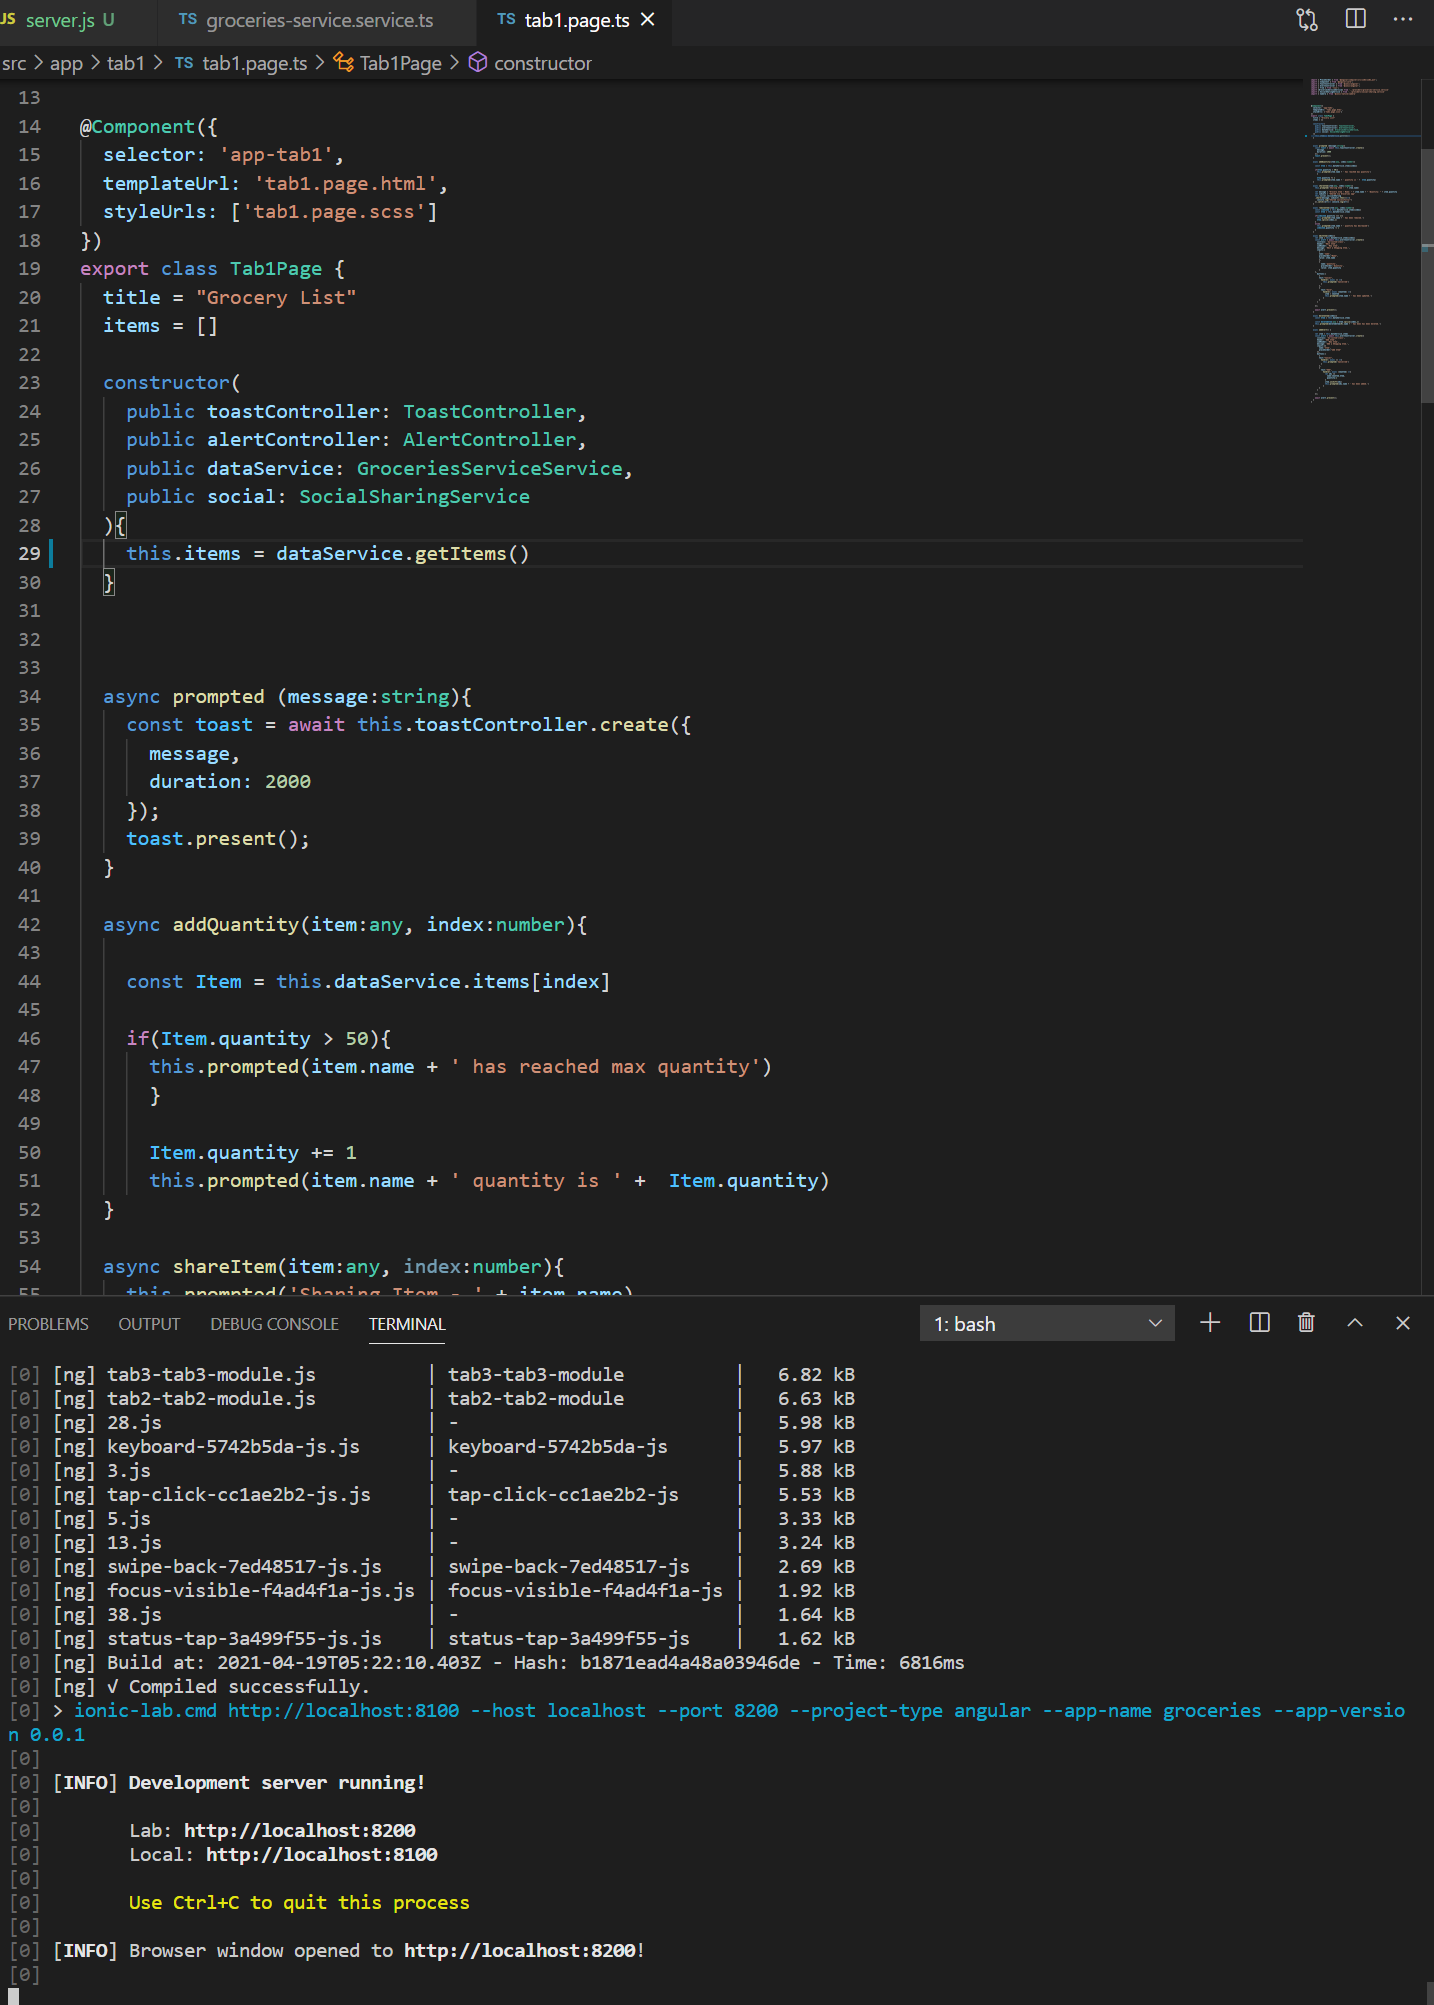 JS server.js U TS groceries-service.service.ts TS tab1.page.ts
src > app > tab1 > TS tab1.page.ts > Tab1Page > constructor
13
14 @Component({
15 selector: 'app-tab1',
16 templateUrl: 'tab1.page.html',
17 styleUrls: ['tab1.page.scss']
18 })
19 export class Tab1Page {
20 title = "Grocery List"
21 items = []
22
23 constructor(
24 public toastController: ToastController,
25 public alertController: AlertController,
26 public dataService: GroceriesServiceService,
27 public social: SocialSharingService
28 ){
29 this.items = dataService.getItems()
30 }
31
32
33
34 async prompted (message:string){
35 const toast = await this.toastController.create({
36 message,
37 duration: 2000
38 });
39 toast.present();
40 }
41
42 async addQuantity(item:any, index:number){
43
44 const Item = this.dataService.items[index]
45
46 if(Item.quantity > 50){
47 this.prompted(item.name + ' has reached max quantity')
48 }
49
50 Item.quantity += 1
51 this.prompted(item.name + ' quantity is ' +  Item.quantity)
52 }
53
54 async shareItem(item:any, index:number){
55 this.prompted('Sharing Item - ' + item.name)
PROBLEMS OUTPUT DEBUG CONSOLE TERMINAL 1: bash
[0] [ng] tab3-tab3-module.js | tab3-tab3-module | 6.82 kB
[0] [ng] tab2-tab2-module.js | tab2-tab2-module | 6.63 kB
[0] [ng] 28.js | - | 5.98 kB
[0] [ng] keyboard-5742b5da-js.js | keyboard-5742b5da-js | 5.97 kB
[0] [ng] 3.js | - | 5.88 kB
[0] [ng] tap-click-cc1ae2b2-js.js | tap-click-cc1ae2b2-js | 5.53 kB
[0] [ng] 5.js | - | 3.33 kB
[0] [ng] 13.js | - | 3.24 kB
[0] [ng] swipe-back-7ed48517-js.js | swipe-back-7ed48517-js | 2.69 kB
[0] [ng] focus-visible-f4ad4f1a-js.js | focus-visible-f4ad4f1a-js | 1.92 kB
[0] [ng] 38.js | - | 1.64 kB
[0] [ng] status-tap-3a499f55-js.js | status-tap-3a499f55-js | 1.62 kB
[0] [ng] Build at: 2021-04-19T05:22:10.403Z - Hash: b1871ead4a48a03946de - Time: 6816ms
[0] [ng] √ Compiled successfully.
[0] > ionic-lab.cmd http://localhost:8100 --host localhost --port 8200 --project-type angular --app-name groceries --app-versio
n 0.0.1
[0]
[0] [INFO] Development server running!
[0]
[0] Lab: http://localhost:8200
[0] Local: http://localhost:8100
[0]
[0] Use Ctrl+C to quit this process
[0]
[0] [INFO] Browser window opened to http://localhost:8200!
[0]